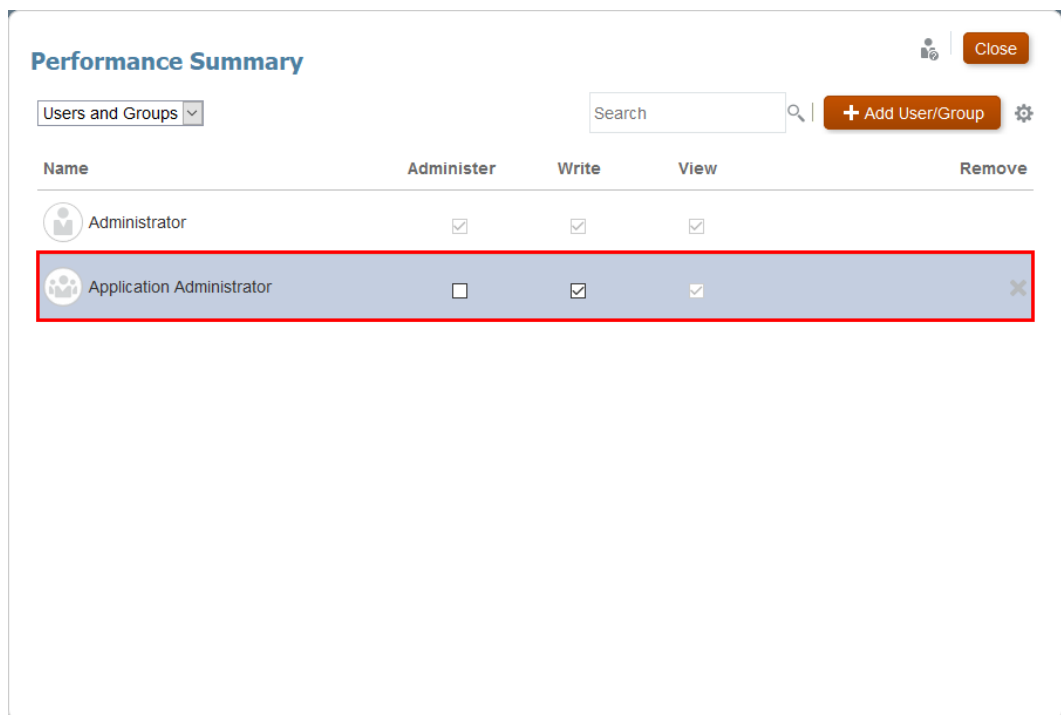 Performance Summary
Close
Users and Groups
Search
+ Add User/Group
Name Administer Write View Remove
Administrator
Application Administrator